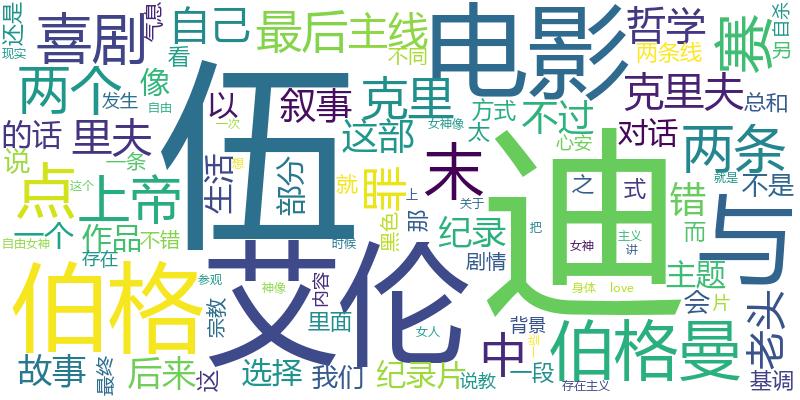 还是
现实
喜剧
气息
自己
看
最后
主线
不同
电影
哲学
两条线
赛
另
自杀
两个
像
发生
自由
以
一次
叙事
克里
女神像
方式
不过
太
克里夫
总和
的话
里夫
伍
这部
心安
对话
两条
说
一条
点
上帝
这个
生活
想
部分
就
罪
末
迪
上
关于
之
式
错
就是
不是
与
一个
作品
不错
自由女神
存在
时候
黑色
那
纪录
剧情
把
女神
主义
讲
而
主题
伯格
艾伦
参观
神像
内容
宗教
里面
身体
love
会
片
老头
女人
背景
剖
中
伯格曼
故事
最终
后来
这
选择
我们
纪录片
说教
一段
存在主义
基调